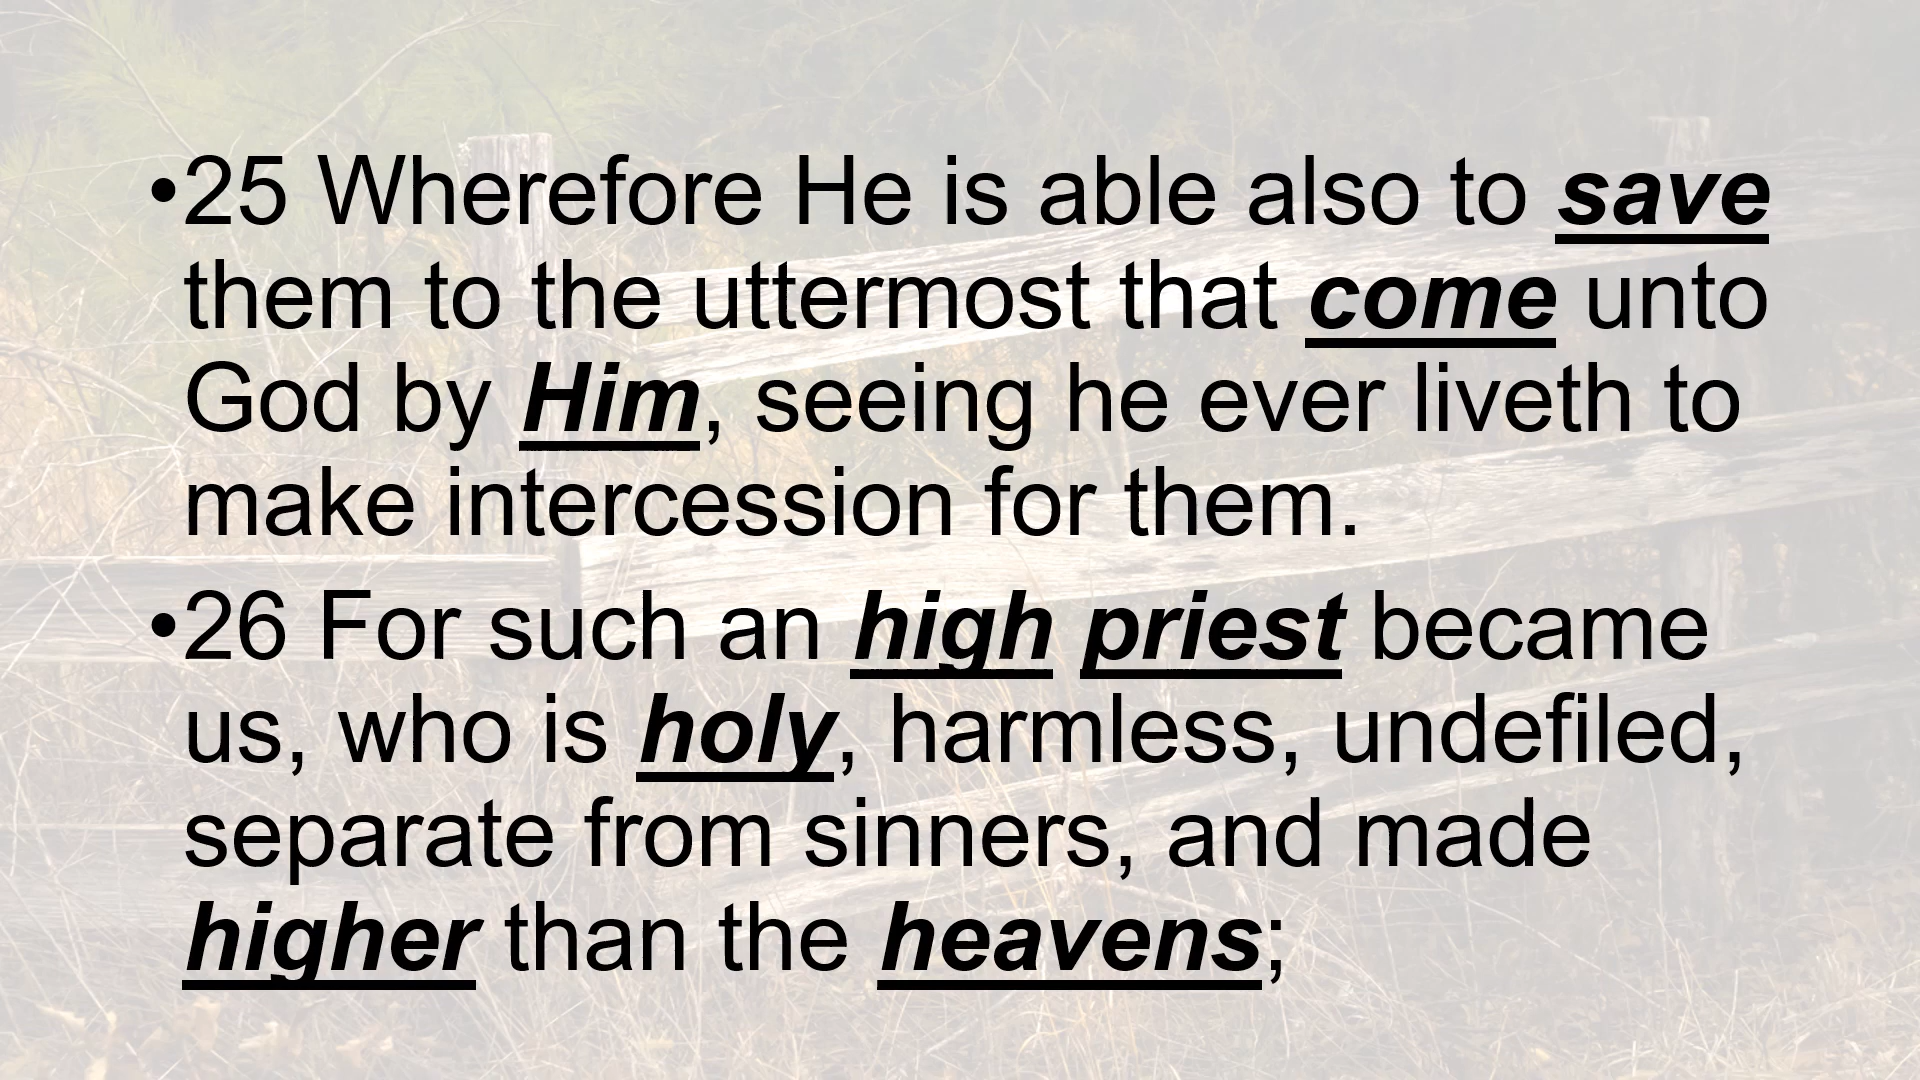 •25 Wherefore He is able also to save
them to the uttermost that come unto
God by Him, seeing he ever liveth to
make intercession for them.
•26 For such an high priest became
us, who is holy, harmless, undefiled,
separate from sinners, and made
higher than the heavens;